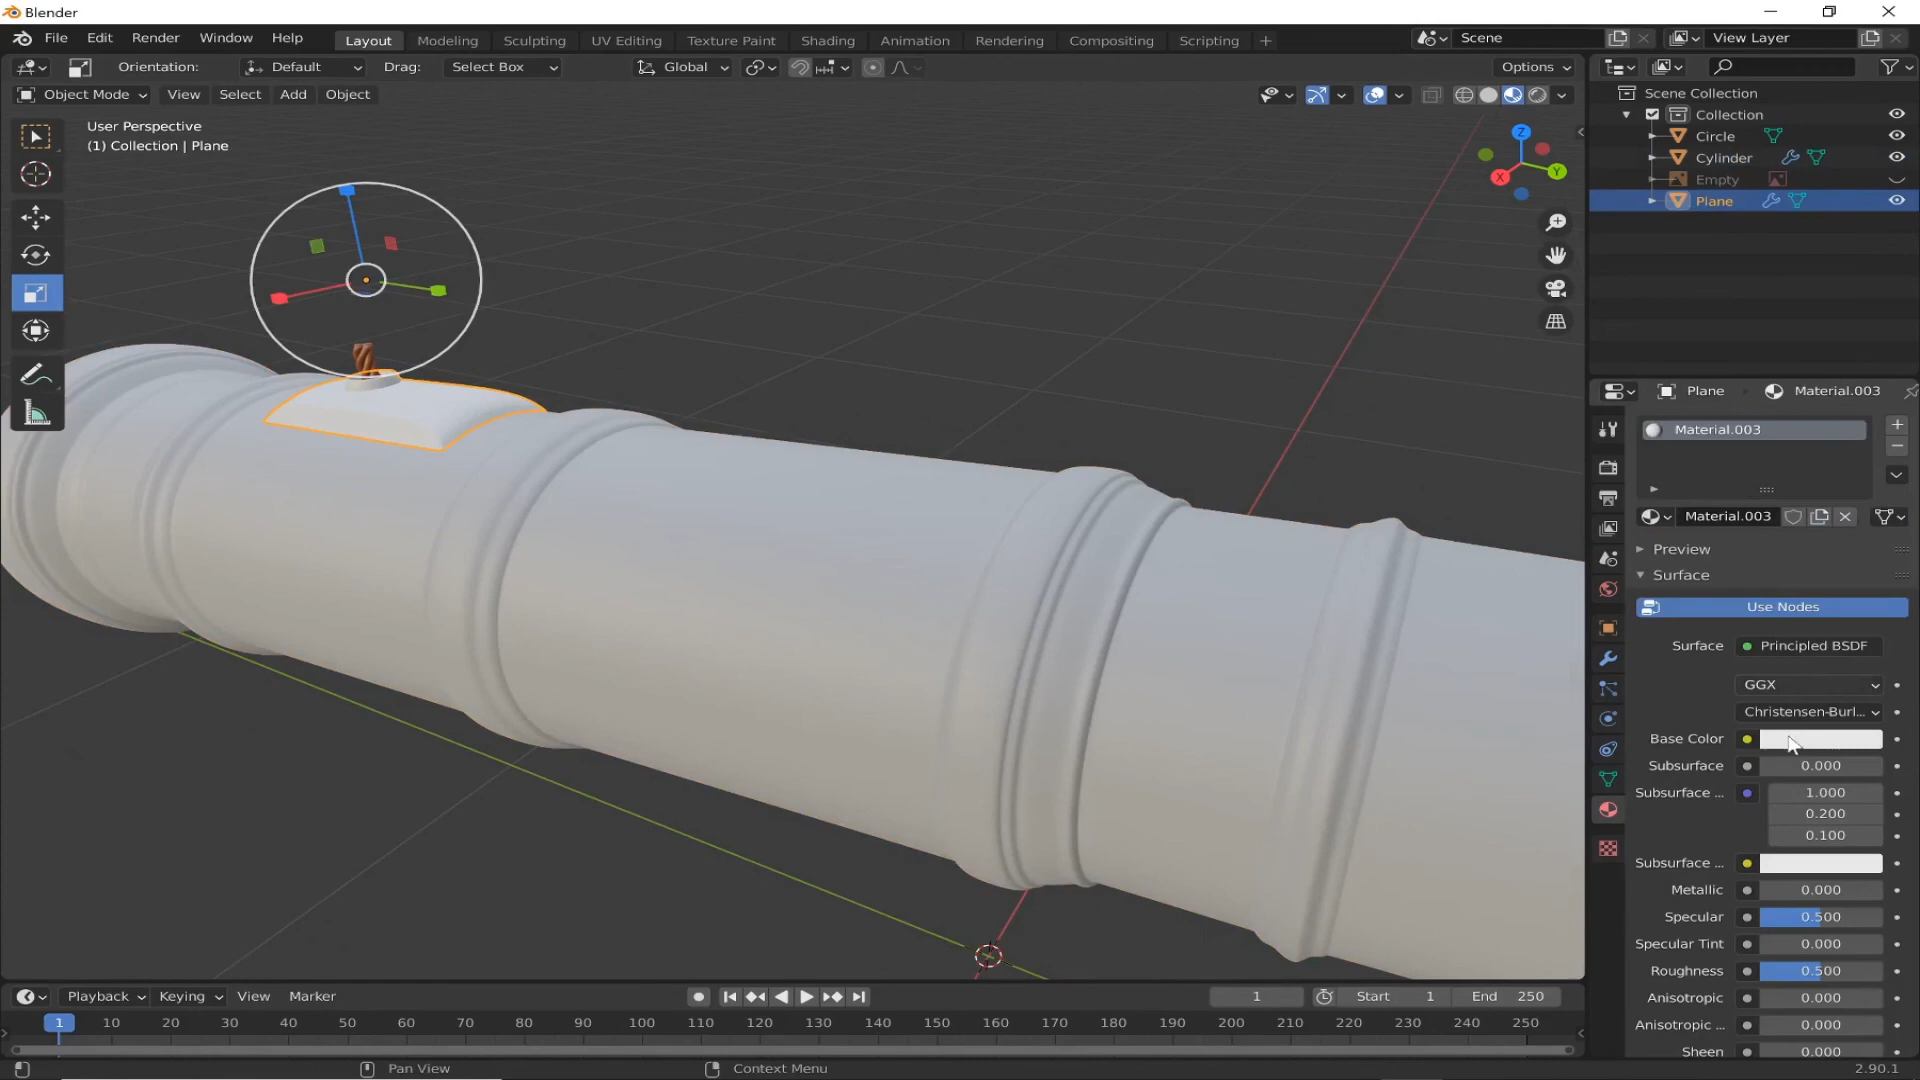 Blender
File Edit Render Window Help Layout Modeling Sculpting UV Editing Texture Paint Shading Animation Rendering Compositing Scripting + Scene View Layer
Orientation: Default Drag: Select Box Global Options
Object Mode View Select Add Object
User Perspective
(1) Collection | Plane
Z
Y
X
Scene Collection
Collection
Circle
Cylinder
Empty
Plane
Plane Material.003
Material.003
Material.003
Preview
Surface
Use Nodes
Surface Principled BSDF
GGX
Christensen-Burl...
Base Color
Subsurface 0.000
Subsurface ... 1.000
0.200
0.100
Subsurface ...
Metallic 0.000
Specular 0.500
Specular Tint 0.000
Roughness 0.500
Anisotropic 0.000
Anisotropic ... 0.000
Sheen 0.000
Playback Keying View Marker 1 Start 1 End 250
1 10 20 30 40 50 60 70 80 90 100 110 120 130 140 150 160 170 180 190 200 210 220 230 240 250
Pan View Context Menu 2.90.1